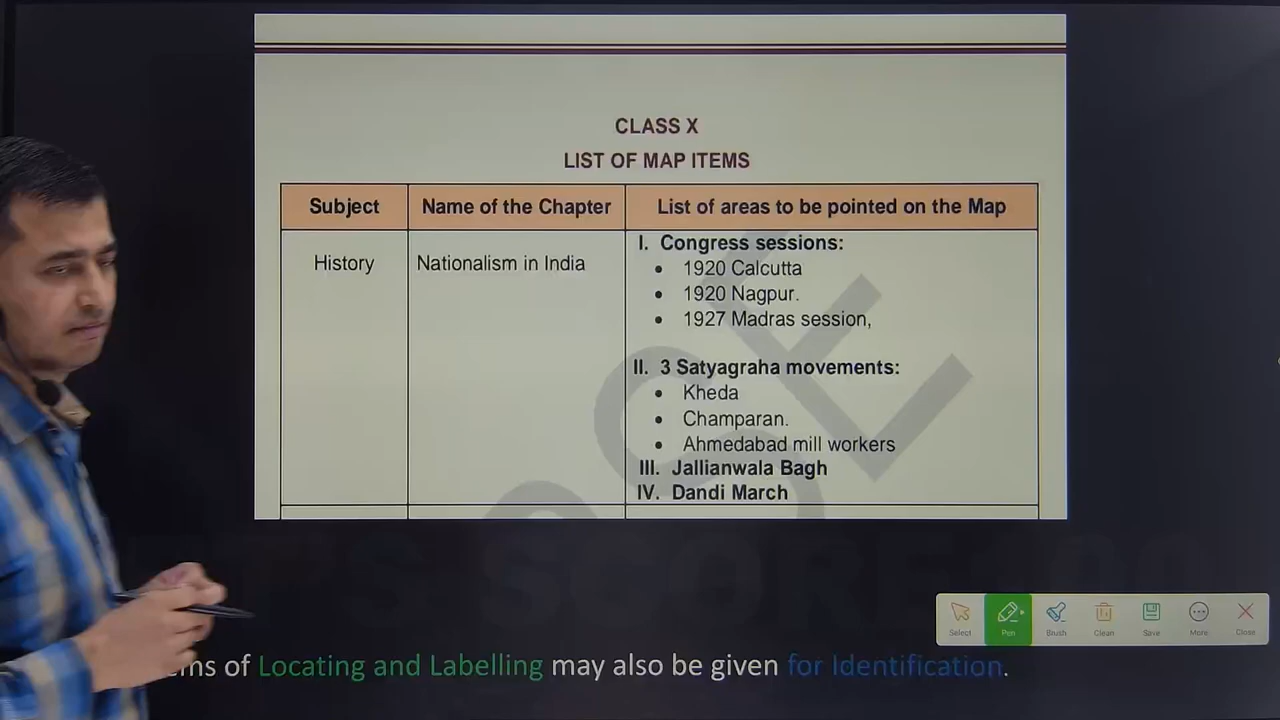 CLASS X
LIST OF MAP ITEMS
Subject
Name of the Chapter
List of areas to be pointed on the Map
History
Nationalism in India
I. Congress sessions:
• 1920 Calcutta
• 1920 Nagpur.
• 1927 Madras session,
II. 3 Satyagraha movements:
• Kheda
• Champaran.
• Ahmedabad mill workers
III. Jallianwala Bagh
IV. Dandi March
Select
Pen
Brush
Clean
Save
More
Close
of Locating and Labelling may also be given for Identification.